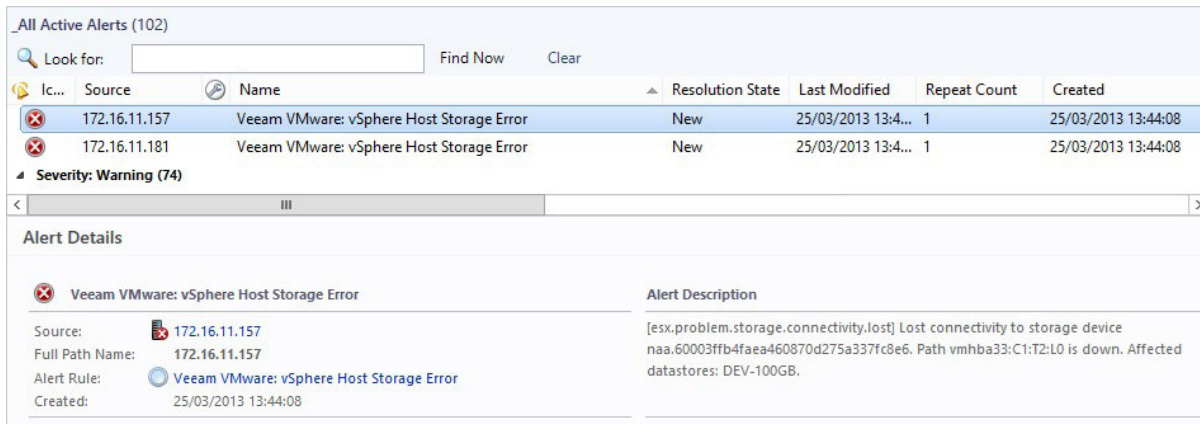 _All Active Alerts (102)
Look for: Find Now Clear
Ic... Source Name Resolution State Last Modified Repeat Count Created
172.16.11.157 Veeam VMware: vSphere Host Storage Error New 25/03/2013 13:4... 1 25/03/2013 13:44:08
172.16.11.181 Veeam VMware: vSphere Host Storage Error New 25/03/2013 13:4... 1 25/03/2013 13:44:08
Severity: Warning (74)
Alert Details
Veeam VMware: vSphere Host Storage Error
Source: 172.16.11.157
Full Path Name: 172.16.11.157
Alert Rule: Veeam VMware: vSphere Host Storage Error
Created: 25/03/2013 13:44:08
Alert Description
[esx.problem.storage.connectivity.lost] Lost connectivity to storage device
naa.60003ffb4faea460870d275a337fc8e6. Path vmhba33:C1:T2:L0 is down. Affected
datastores: DEV-100GB.